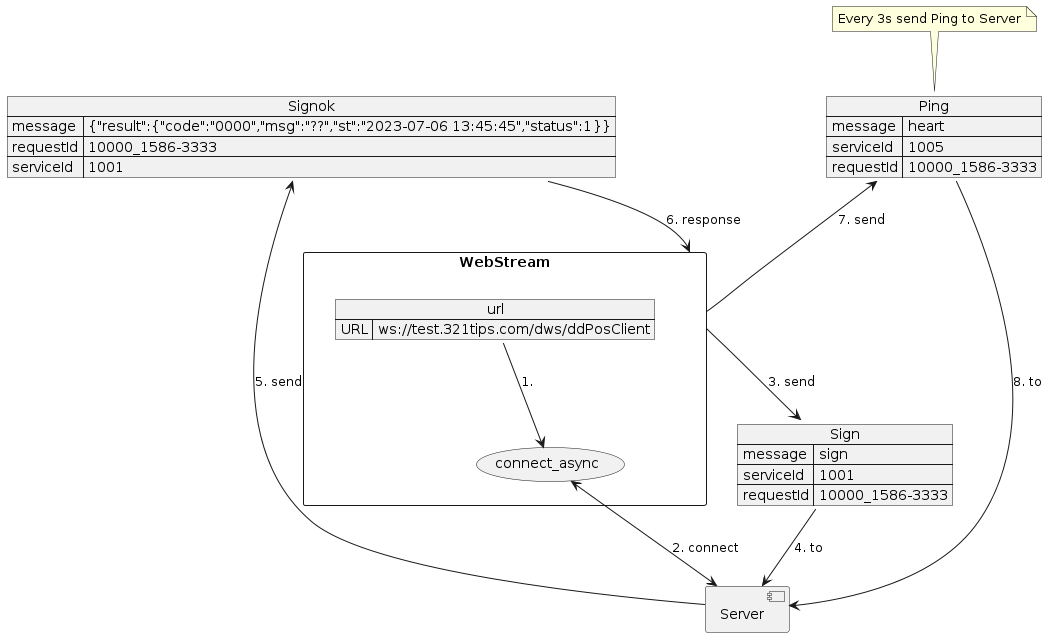 Every 3s send Ping to Server
Signok
message {"result":{"code":"0000","msg":"??","st":"2023-07-06 13:45:45","status":1}}
requestId 10000_1586-3333
serviceId 1001
Ping
message heart
serviceId 1005
requestId 10000_1586-3333
6. response
7. send
WebStream
url
URL ws://test.321tips.com/dws/ddPosClient
5. send
1.
3. send
8. to
Sign
message sign
serviceId 1001
requestId 10000_1586-3333
connect_async
2. connect
4. to
Server